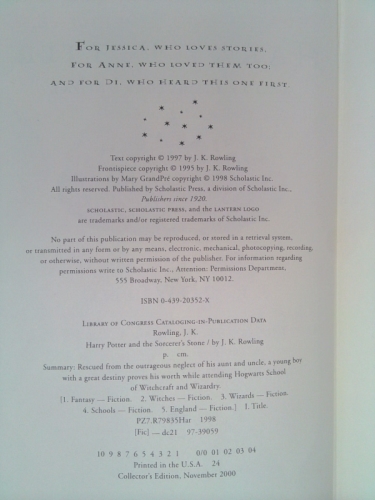 For Jessica, who loves stories,
for Anne, who loved them too;
and for Di, who heard this one first.
Text copyright © 1997 by J. K. Rowling
Frontispiece copyright © 1995 by J. K. Rowling
Illustrations by Mary GrandPré copyright © 1998 Scholastic Inc.
All rights reserved. Published by Scholastic Press, a division of Scholastic Inc.,
Publishers since 1920.
SCHOLASTIC, SCHOLASTIC PRESS, and the LANTERN LOGO
are trademarks and/or registered trademarks of Scholastic Inc.
No part of this publication may be reproduced, or stored in a retrieval system,
or transmitted in any form or by any means, electronic, mechanical, photocopying, recording,
or otherwise, without written permission of the publisher. For information regarding
permissions write to Scholastic Inc., Attention: Permissions Department,
555 Broadway, New York, NY 10012.
ISBN 0-439-20352-X
Library of Congress Cataloging-in-Publication Data
Rowling, J.K.
Harry Potter and the Sorcerer's Stone / by J. K. Rowling
p. cm.
Summary: Rescued from the outrageous neglect of his aunt and uncle, a young boy
with a great destiny proves his worth while attending Hogwarts School
of Witchcraft and Wizardry.
[1. Fantasy — Fiction. 2. Witches — Fiction. 3. Wizards — Fiction.
4. Schools — Fiction. 5. England — Fiction.] I. Title.
PZ7.R79835Har 1998
[Fic] — dc21 97-39059
10 9 8 7 6 5 4 3 2 1 0/0 01 02 03 04
Printed in the U.S.A. 24
Collector's Edition, November 2000